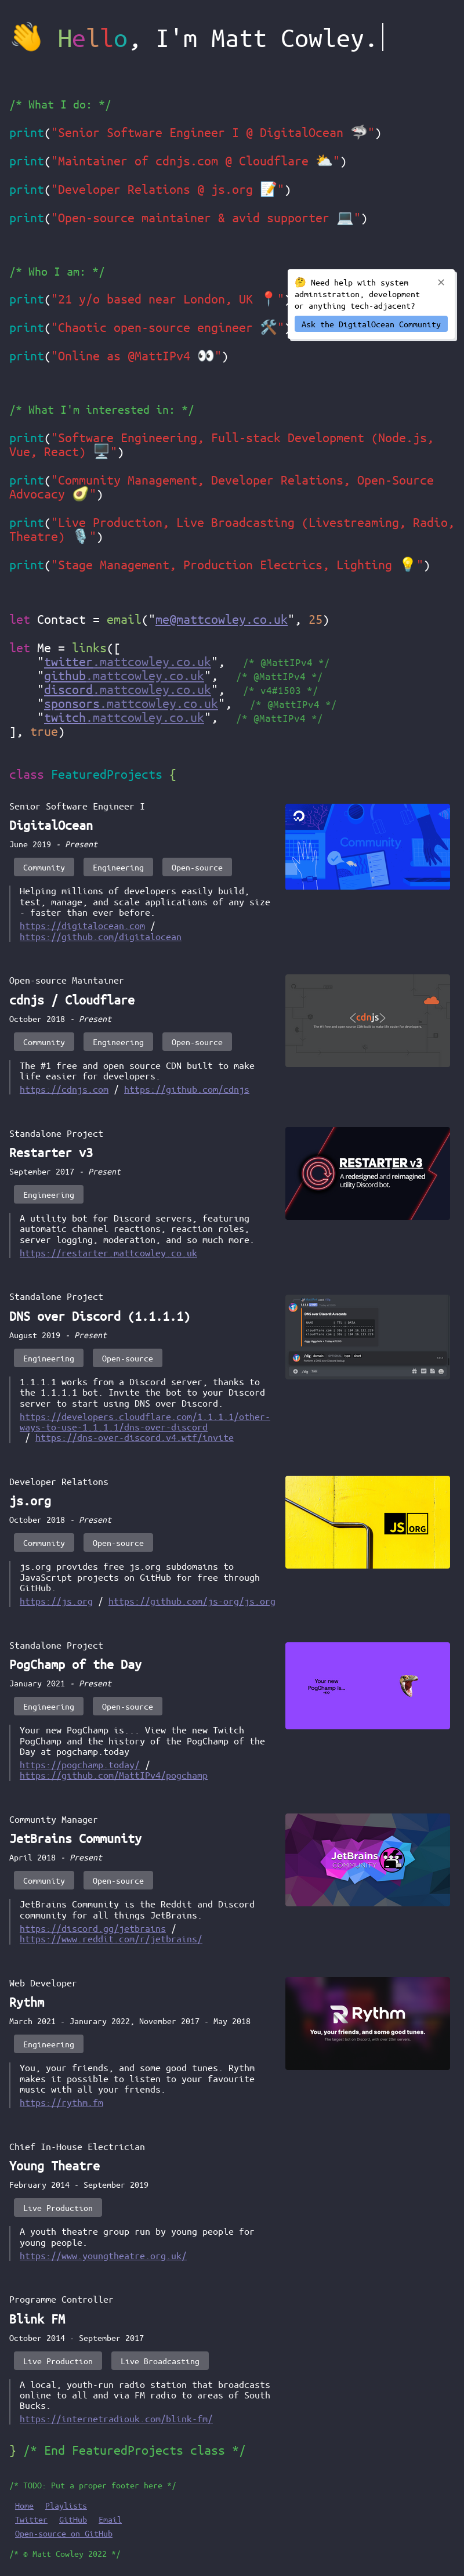 👋 Hello, I'm Matt Cowley.
/* What I do: */
print("Senior Software Engineer I @ DigitalOcean 🦈")
print("Maintainer of cdnjs.com @ Cloudflare ⛅")
print("Developer Relations @ js.org 📝")
print("Open-source maintainer & avid supporter 💻")
/* Who I am: */
print("21 y/o based near London, UK 📍")
print("Chaotic open-source engineer 🛠️")
print("Online as @MattIPv4 👀")
🤔 Need help with system
administration, development
or anything tech-adjacent?
✕
Ask the DigitalOcean Community
/* What I'm interested in: */
print("Software Engineering, Full-stack Development (Node.js,
Vue, React) 🖥️")
print("Community Management, Developer Relations, Open-Source
Advocacy 🥑")
print("Live Production, Live Broadcasting (Livestreaming, Radio,
Theatre) 🎙️")
print("Stage Management, Production Electrics, Lighting 💡")
let Contact = email("me@mattcowley.co.uk", 25)
let Me = links([
"twitter.mattcowley.co.uk", /* @MattIPv4 */
"github.mattcowley.co.uk", /* @MattIPv4 */
"discord.mattcowley.co.uk", /* v4#1503 */
"sponsors.mattcowley.co.uk", /* @MattIPv4 */
"twitch.mattcowley.co.uk", /* @MattIPv4 */
], true)
class FeaturedProjects {
Senior Software Engineer I
DigitalOcean
June 2019 - Present
Community Engineering Open-source
Helping millions of developers easily build,
test, manage, and scale applications of any size
- faster than ever before.
https://digitalocean.com /
https://github.com/digitalocean
Community
Open-source Maintainer
cdnjs / Cloudflare
October 2018 - Present
Community Engineering Open-source
The #1 free and open source CDN built to make
life easier for developers.
https://cdnjs.com / https://github.com/cdnjs
<cdnjs>
The #1 free and open source CDN built to make life easier for developers.
Standalone Project
Restarter v3
September 2017 - Present
Engineering
A utility bot for Discord servers, featuring
automatic channel reactions, reaction roles,
server logging, moderation, and so much more.
https://restarter.mattcowley.co.uk
RESTARTER v3
A redesigned and reimagined
utility Discord bot.
Standalone Project
DNS over Discord (1.1.1.1)
August 2019 - Present
Engineering Open-source
1.1.1.1 works from a Discord server, thanks to
the 1.1.1.1 bot. Invite the bot to your Discord
server to start using DNS over Discord.
https://developers.cloudflare.com/1.1.1.1/other-
ways-to-use-1.1.1.1/dns-over-discord
/ https://dns-over-discord.v4.wtf/invite
Developer Relations
js.org
October 2018 - Present
Community Open-source
js.org provides free js.org subdomains to
JavaScript projects on GitHub for free through
GitHub.
https://js.org / https://github.com/js-org/js.org
JS ORG
Standalone Project
PogChamp of the Day
January 2021 - Present
Engineering Open-source
Your new PogChamp is... View the new Twitch
PogChamp and the history of the PogChamp of the
Day at pogchamp.today
https://pogchamp.today/ /
https://github.com/MattIPv4/pogchamp
Your new
PogChamp is...
Community Manager
JetBrains Community
April 2018 - Present
Community Open-source
JetBrains Community is the Reddit and Discord
community for all things JetBrains.
https://discord.gg/jetbrains /
https://www.reddit.com/r/jetbrains/
JetBrains
COMMUNITY
Web Developer
Rythm
March 2021 - Janurary 2022, November 2017 - May 2018
Engineering
You, your friends, and some good tunes. Rythm
makes it possible to listen to your favourite
music with all your friends.
https://rythm.fm
Rythm
You, your friends, and some good tunes.
The largest bot on Discord, with over 20M servers.
Chief In-House Electrician
Young Theatre
February 2014 - September 2019
Live Production
A youth theatre group run by young people for
young people.
https://www.youngtheatre.org.uk/
Programme Controller
Blink FM
October 2014 - September 2017
Live Production Live Broadcasting
A local, youth-run radio station that broadcasts
online to all and via FM radio to areas of South
Bucks.
https://internetradiouk.com/blink-fm/
} /* End FeaturedProjects class */
/* TODO: Put a proper footer here */
Home Playlists
Twitter GitHub Email
Open-source on GitHub
/* © Matt Cowley 2022 */